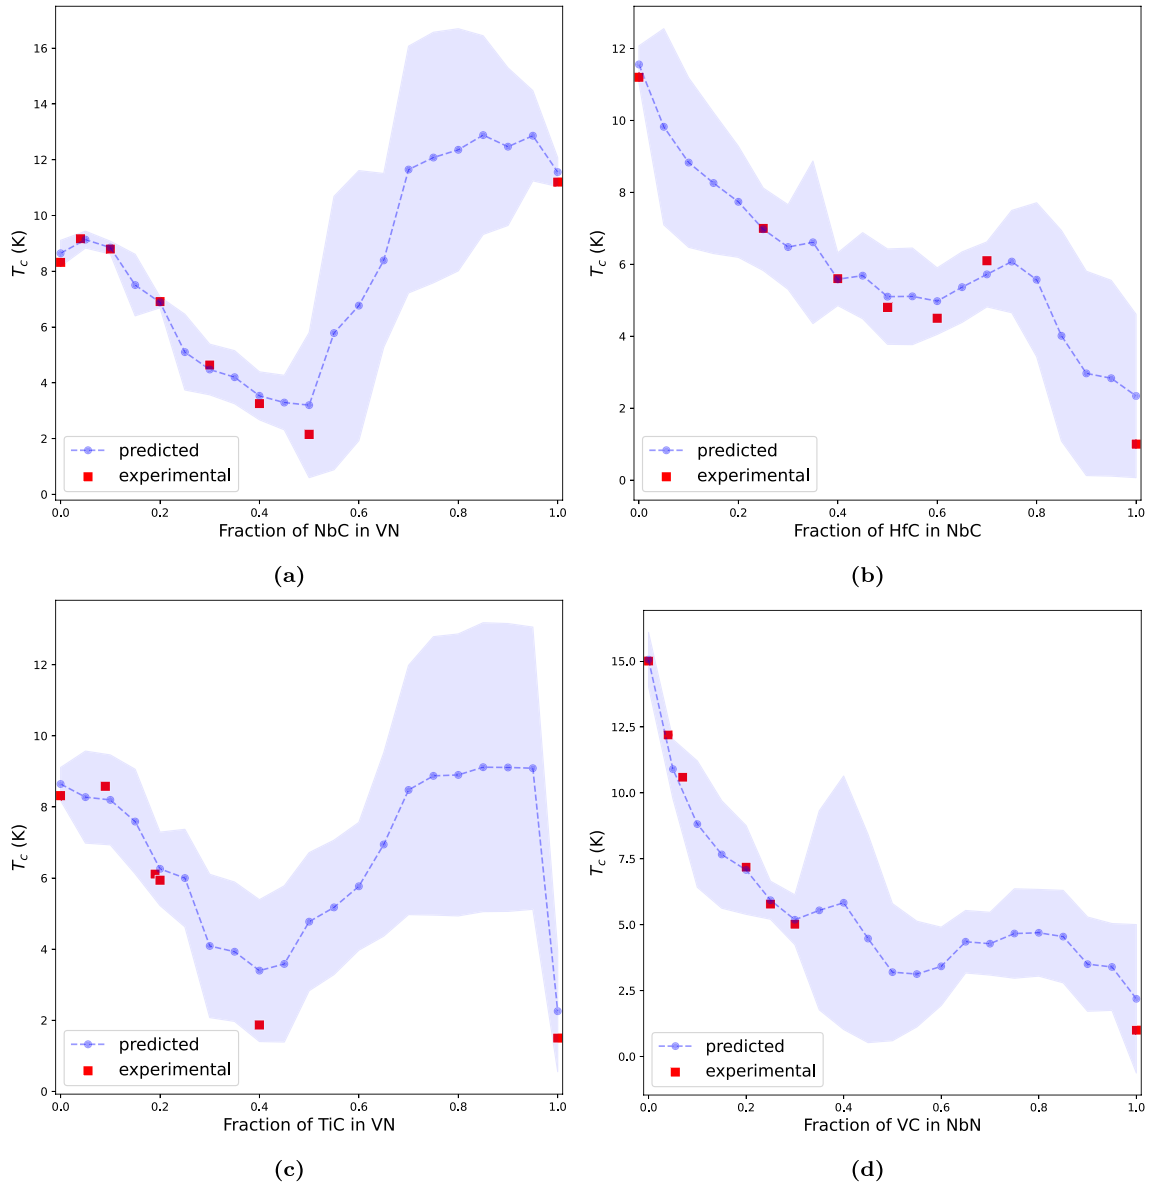 16
14
12
10
8
6
4
2
0
T_c (K)
predicted
experimental
0.0 0.2 0.4 0.6 0.8 1.0
Fraction of NbC in VN
(a)
12
10
8
6
4
2
0
T_c (K)
predicted
experimental
0.0 0.2 0.4 0.6 0.8 1.0
Fraction of HfC in NbC
(b)
12
10
8
6
4
2
0
T_c (K)
predicted
experimental
0.0 0.2 0.4 0.6 0.8 1.0
Fraction of TiC in VN
(c)
15.0
12.5
10.0
7.5
5.0
2.5
0.0
T_c (K)
predicted
experimental
0.0 0.2 0.4 0.6 0.8 1.0
Fraction of VC in NbN
(d)